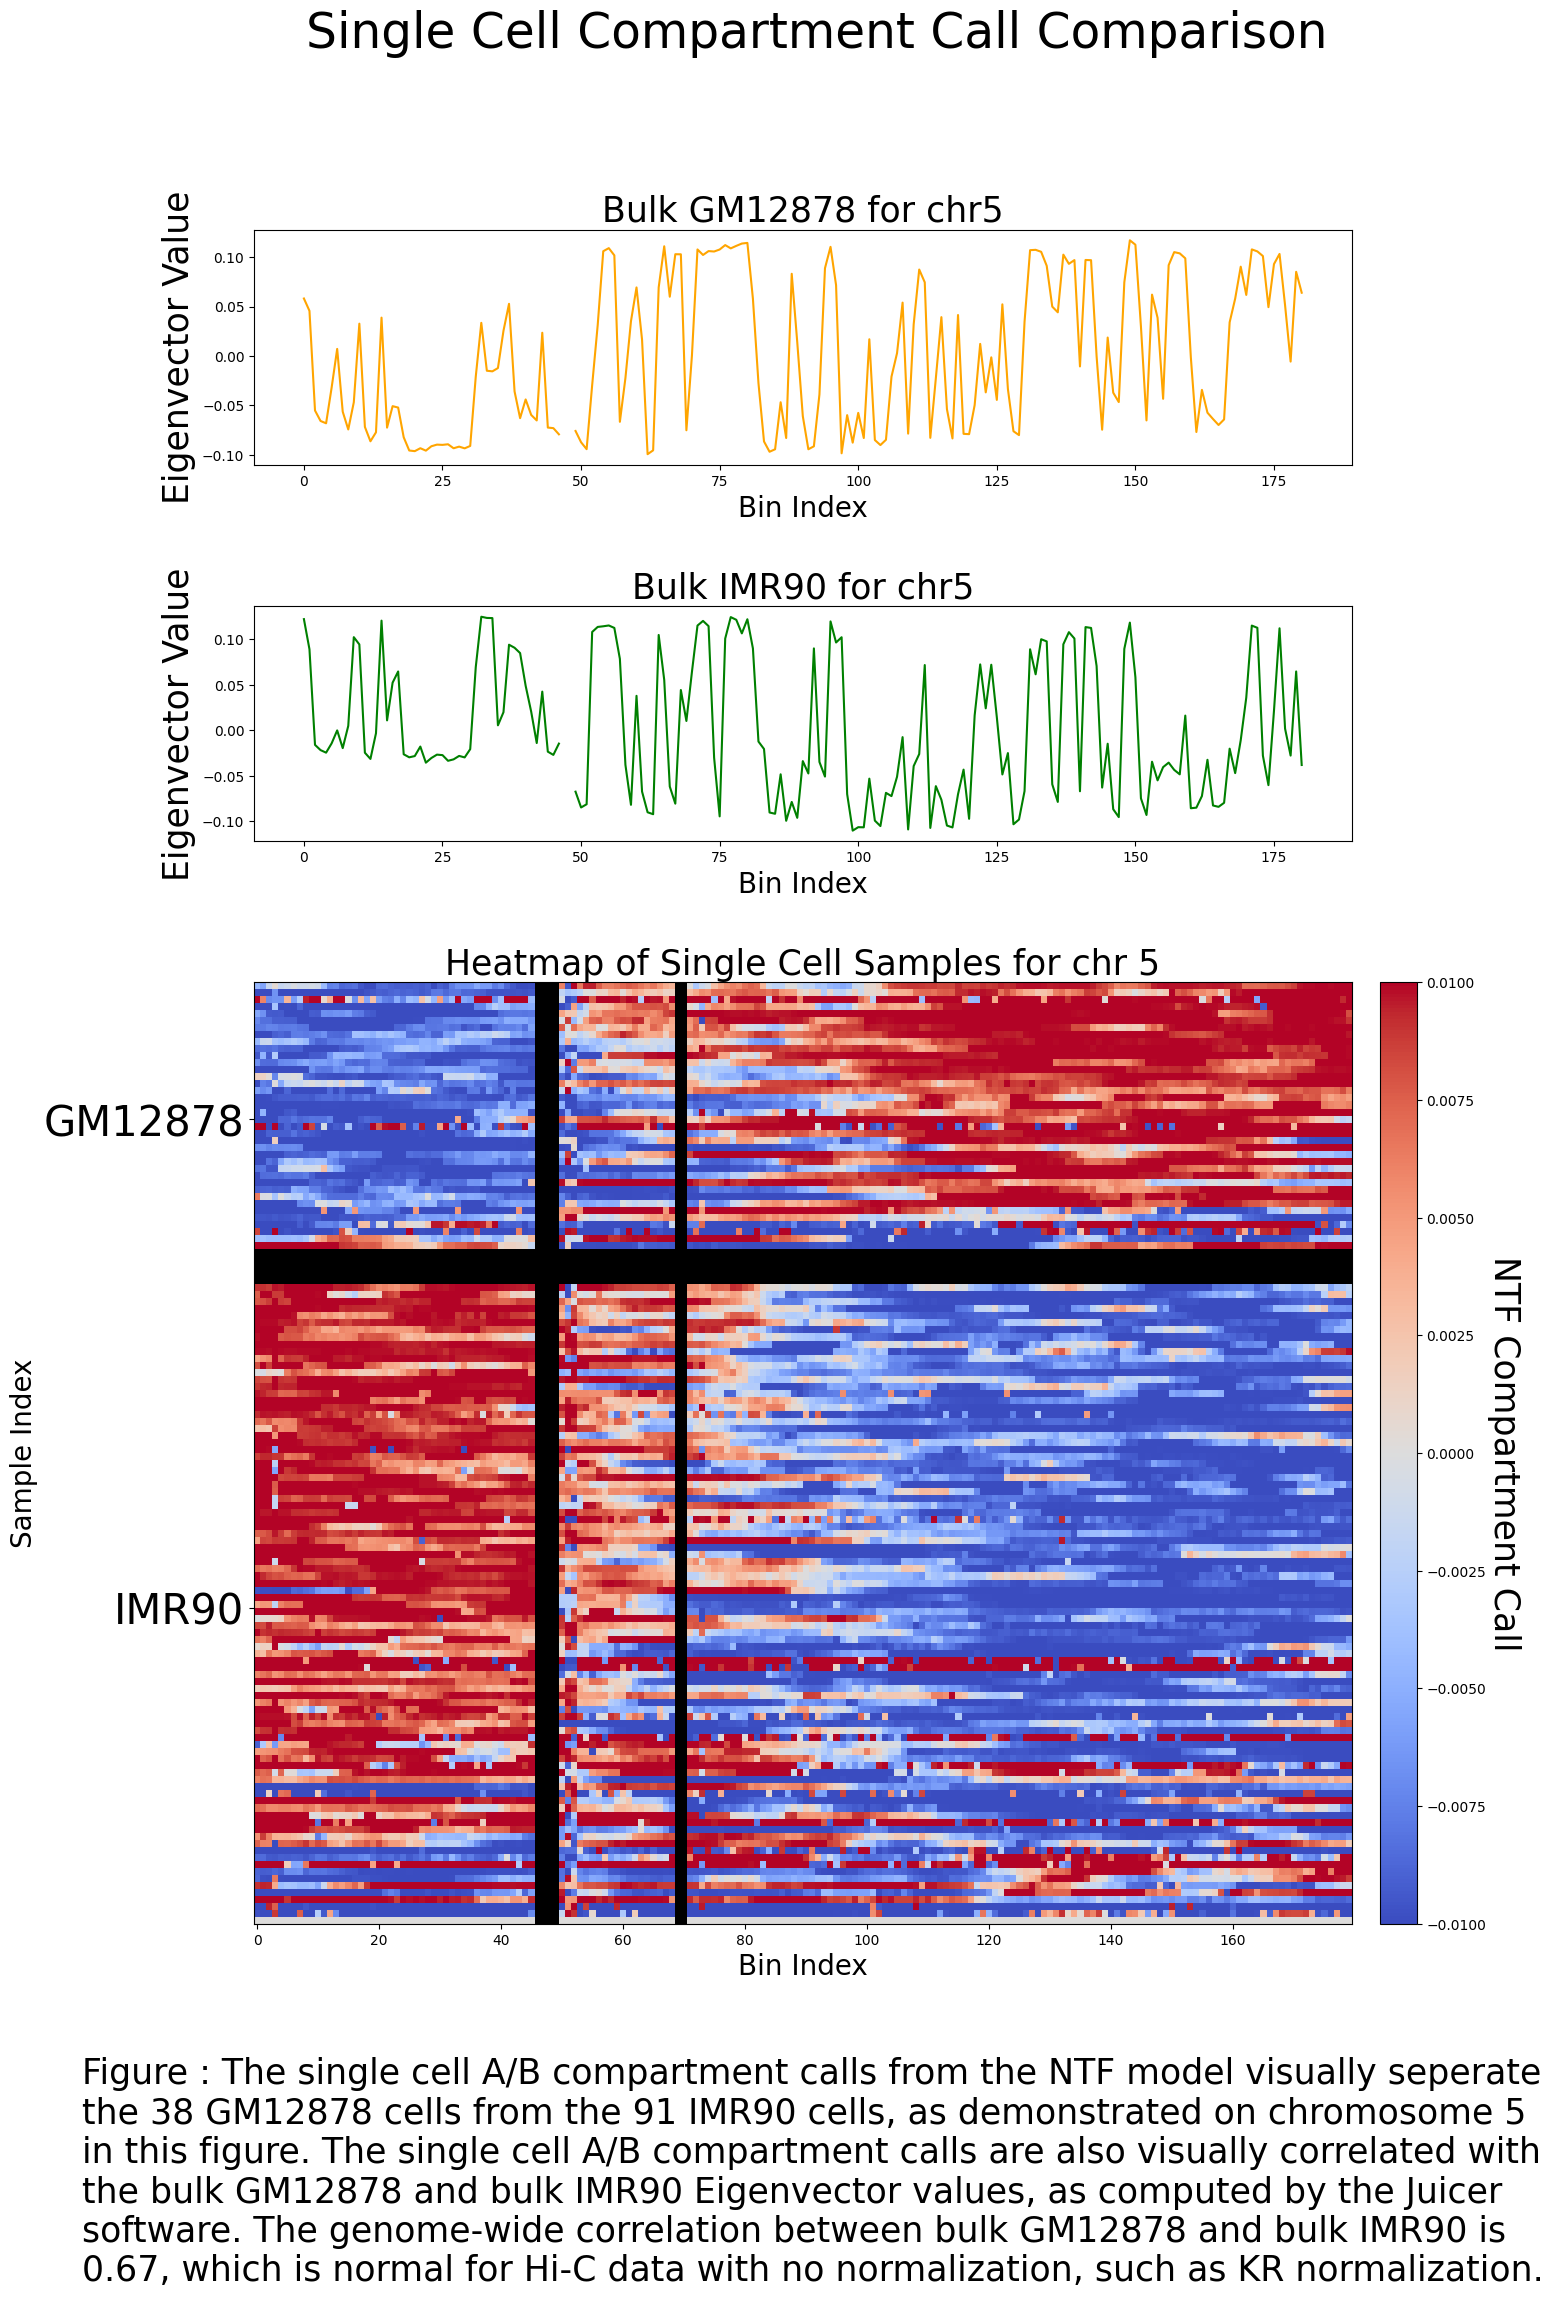 Single Cell Compartment Call Comparison
Bulk GM12878 for chr5
Eigenvector Value
0.10
0.05
0.00
−0.05
−0.10
0 25 50 75 100 125 150 175
Bin Index
Bulk IMR90 for chr5
Eigenvector Value
0.10
0.05
0.00
−0.05
−0.10
0 25 50 75 100 125 150 175
Bin Index
Heatmap of Single Cell Samples for chr 5
Sample Index
GM12878
IMR90
0 20 40 60 80 100 120 140 160
Bin Index
0.0100
0.0075
0.0050
0.0025
0.0000
−0.0025
−0.0050
−0.0075
−0.0100
NTF Compartment Call
Figure : The single cell A/B compartment calls from the NTF model visually seperate
the 38 GM12878 cells from the 91 IMR90 cells, as demonstrated on chromosome 5
in this figure. The single cell A/B compartment calls are also visually correlated with
the bulk GM12878 and bulk IMR90 Eigenvector values, as computed by the Juicer
software. The genome-wide correlation between bulk GM12878 and bulk IMR90 is
0.67, which is normal for Hi-C data with no normalization, such as KR normalization.